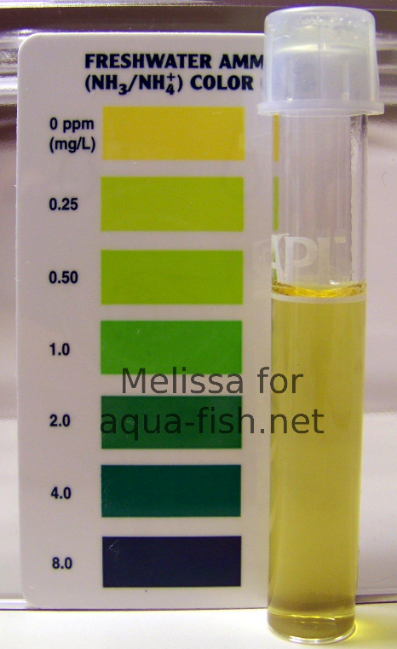 FRESHWATER AMM
(NH₃/NH₄⁺) COLOR
0 ppm
(mg/L)
0.25
0.50
1.0
2.0
4.0
8.0
API
Melissa for
aqua-fish.net